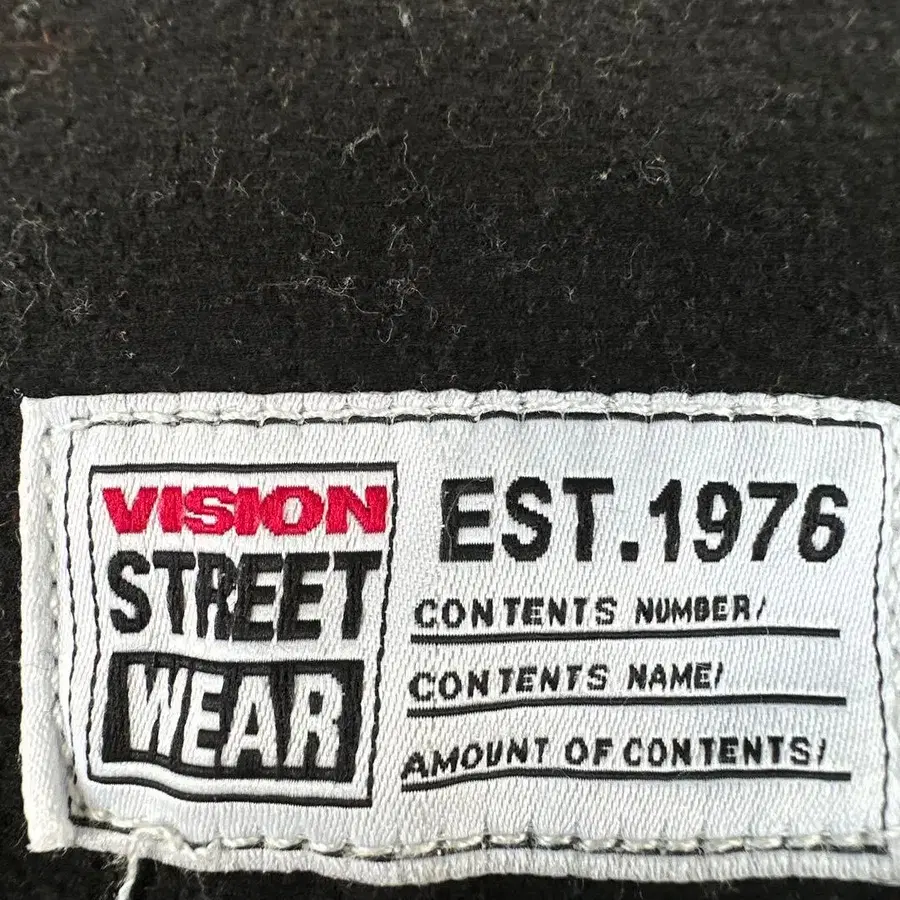 VISION
STREET
WEAR
EST.1976
CONTENTS NUMBER/
CONTENTS NAME/
AMOUNT OF CONTENTS/